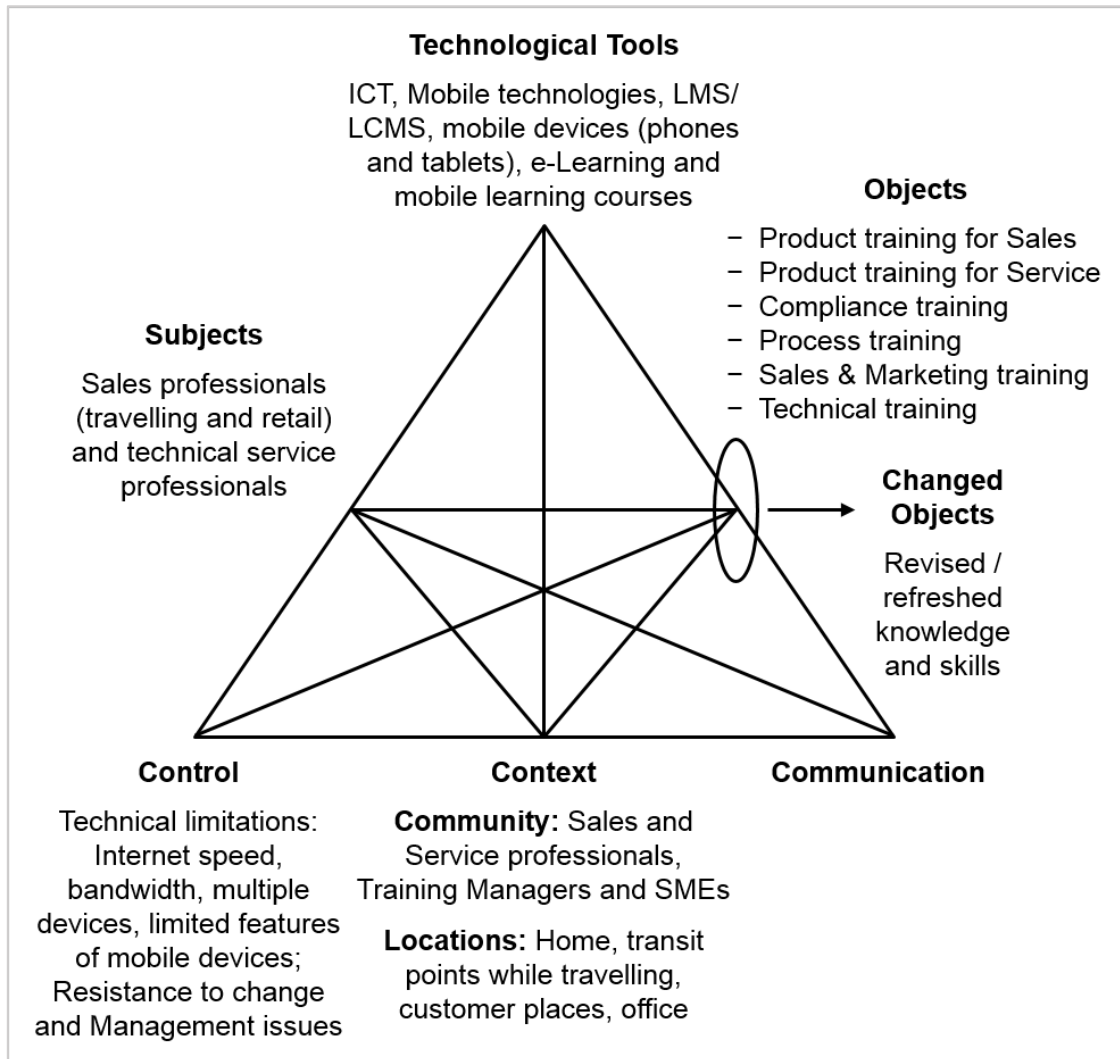 Technological Tools
ICT, Mobile technologies, LMS/
LCMS, mobile devices (phones
and tablets), e-Learning and
mobile learning courses
Objects
− Product training for Sales
− Product training for Service
− Compliance training
− Process training
− Sales & Marketing training
− Technical training
Subjects
Sales professionals
(travelling and retail)
and technical service
professionals
Changed
Objects
Revised /
refreshed
knowledge
and skills
Control
Technical limitations:
Internet speed,
bandwidth, multiple
devices, limited features
of mobile devices;
Resistance to change
and Management issues
Context
Community: Sales and
Service professionals,
Training Managers and SMEs
Locations: Home, transit
points while travelling,
customer places, office
Communication